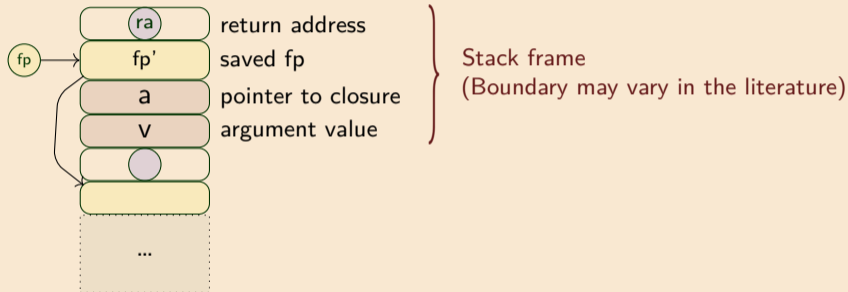 ra return address
fp fp' saved fp
a pointer to closure
v argument value
...
Stack frame
(Boundary may vary in the literature)